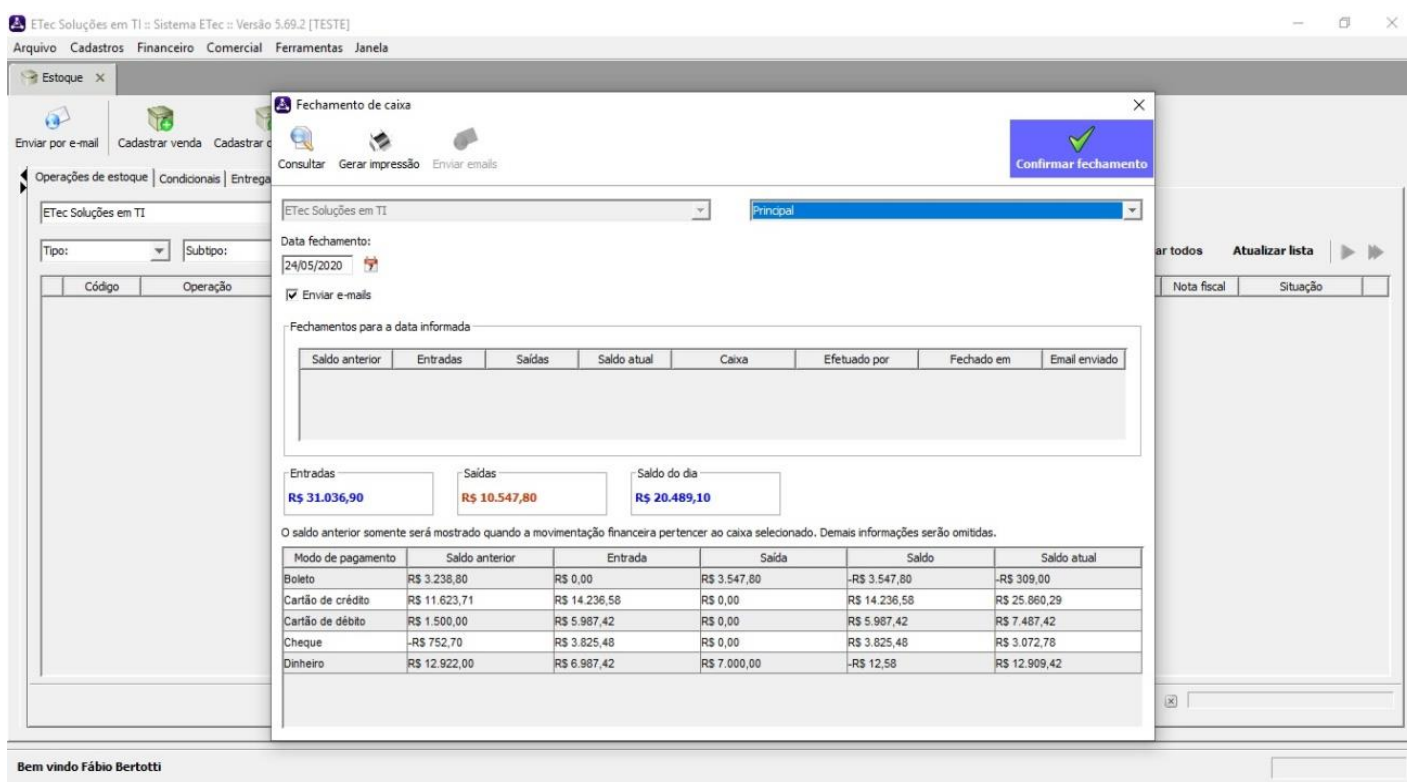 ETec Soluções em TI :: Sistema ETec :: Versão 5.69.2 [TESTE]
Arquivo Cadastros Financeiro Comercial Ferramentas Janela
Estoque
Enviar por e-mail Cadastrar venda Cadastrar
Operações de estoque Condicionais Entrega
ETec Soluções em TI
Tipo: Subtipo:
Código Operação
Fechamento de caixa
Consultar Gerar impressão Enviar emails Confirmar fechamento
ETec Soluções em TI Principal
Data fechamento:
24/05/2020
Enviar e-mails
Fechamentos para a data informada
Saldo anterior Entradas Saídas Saldo atual Caixa Efetuado por Fechado em Email enviado
Entradas Saídas Saldo do dia
R$ 31.036,90 R$ 10.547,80 R$ 20.489,10
O saldo anterior somente será mostrado quando a movimentação financeira pertencer ao caixa selecionado. Demais informações serão omitidas.
Modo de pagamento Saldo anterior Entrada Saída Saldo Saldo atual
Boleto R$ 3.238,80 R$ 0,00 R$ 3.547,80 -R$ 3.547,80 -R$ 309,00
Cartão de crédito R$ 11.623,71 R$ 14.236,58 R$ 0,00 R$ 14.236,58 R$ 25.860,29
Cartão de débito R$ 1.500,00 R$ 5.987,42 R$ 0,00 R$ 5.987,42 R$ 7.487,42
Cheque -R$ 752,70 R$ 3.825,48 R$ 0,00 R$ 3.825,48 R$ 3.072,78
Dinheiro R$ 12.922,00 R$ 6.987,42 R$ 7.000,00 -R$ 12,58 R$ 12.909,42
ar todos Atualizar lista
Nota fiscal Situação
Bem vindo Fábio Bertotti